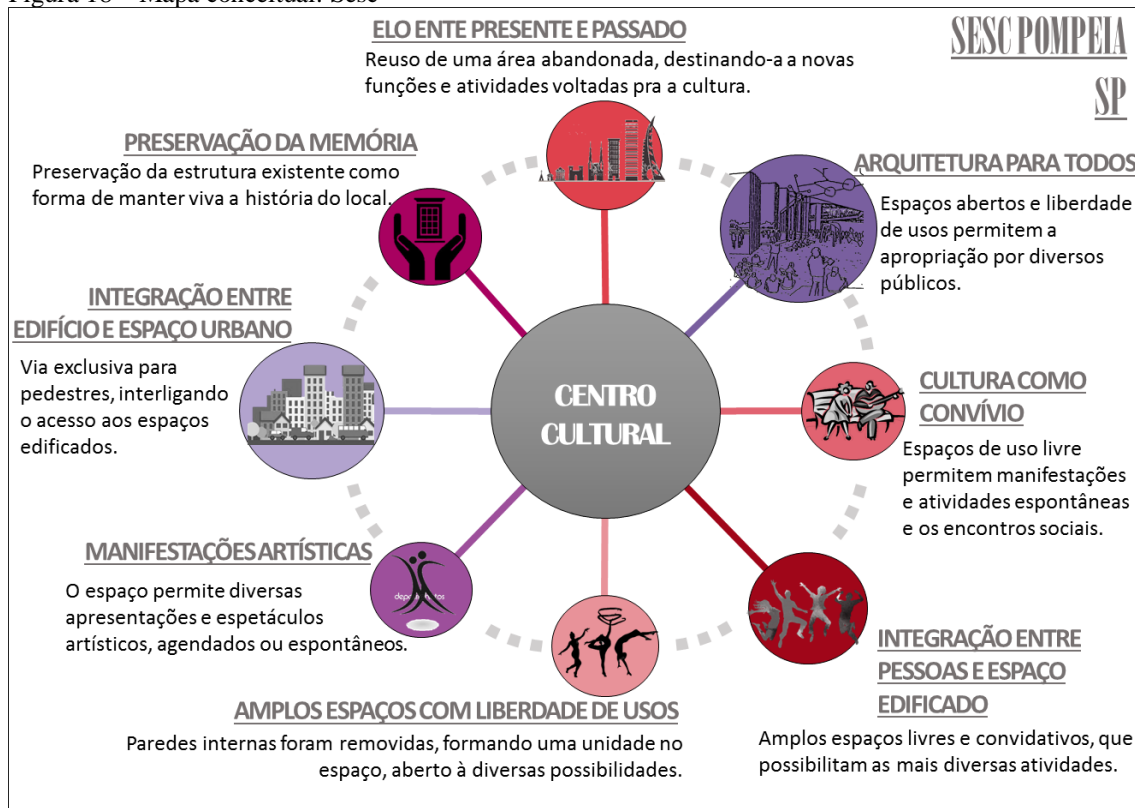 Figura 18 – Mapa conceitual: Sesc
SESC POMPEIA
SP
ELO ENTE PRESENTE E PASSADO
Reuso de uma área abandonada, destinando-a a novas
funções e atividades voltadas pra a cultura.
PRESERVAÇÃO DA MEMÓRIA
Preservação da estrutura existente como
forma de manter viva a história do local.
ARQUITETURA PARA TODOS
Espaços abertos e liberdade
de usos permitem a
apropriação por diversos
públicos.
INTEGRAÇÃO ENTRE
EDIFÍCIO E ESPAÇO URBANO
Via exclusiva para
pedestres, interligando
o acesso aos espaços
edificados.
CENTRO
CULTURAL
CULTURA COMO
CONVÍVIO
Espaços de uso livre
permitem manifestações
e atividades espontâneas
e os encontros sociais.
MANIFESTAÇÕES ARTÍSTICAS
O espaço permite diversas
apresentações e espetáculos
artísticos, agendados ou espontâneos.
INTEGRAÇÃO ENTRE
PESSOAS E ESPAÇO
EDIFICADO
Amplos espaços livres e convidativos, que
possibilitam as mais diversas atividades.
AMPLOS ESPAÇOS COM LIBERDADE DE USOS
Paredes internas foram removidas, formando uma unidade no
espaço, aberto à diversas possibilidades.